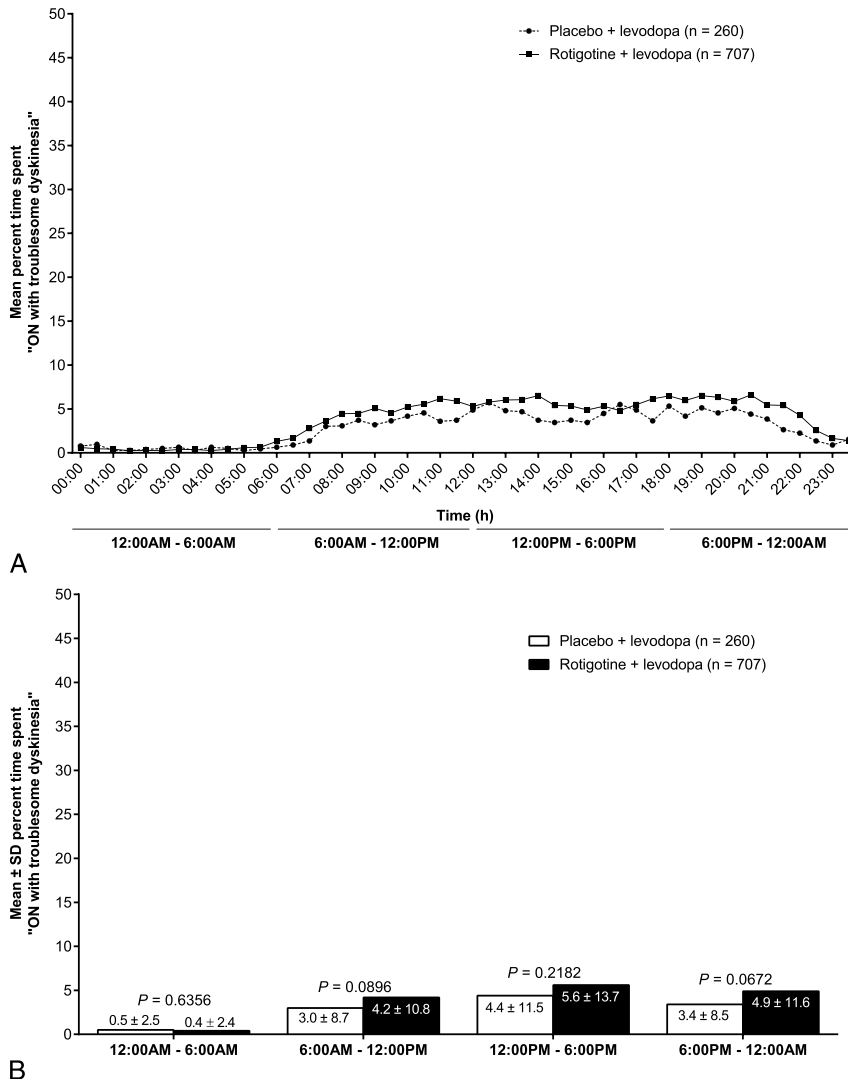 50
45
40
35
30
25
20
15
10
5
0
Mean percent time spent
"ON with troublesome dyskinesia"
Placebo + levodopa (n = 260)
Rotigotine + levodopa (n = 707)
00:00
01:00
02:00
03:00
04:00
05:00
06:00
07:00
08:00
09:00
10:00
11:00
12:00
13:00
14:00
15:00
16:00
17:00
18:00
19:00
20:00
21:00
22:00
23:00
Time (h)
12:00AM - 6:00AM 6:00AM - 12:00PM 12:00PM - 6:00PM 6:00PM - 12:00AM
A
50
45
40
35
30
25
20
15
10
5
0
Mean ± SD percent time spent
"ON with troublesome dyskinesia"
Placebo + levodopa (n = 260)
Rotigotine + levodopa (n = 707)
P = 0.6356
0.5 ± 2.5 0.4 ± 2.4
P = 0.0896
3.0 ± 8.7 4.2 ± 10.8
P = 0.2182
4.4 ± 11.5 5.6 ± 13.7
P = 0.0672
3.4 ± 8.5 4.9 ± 11.6
12:00AM - 6:00AM 6:00AM - 12:00PM 12:00PM - 6:00PM 6:00PM - 12:00AM
B